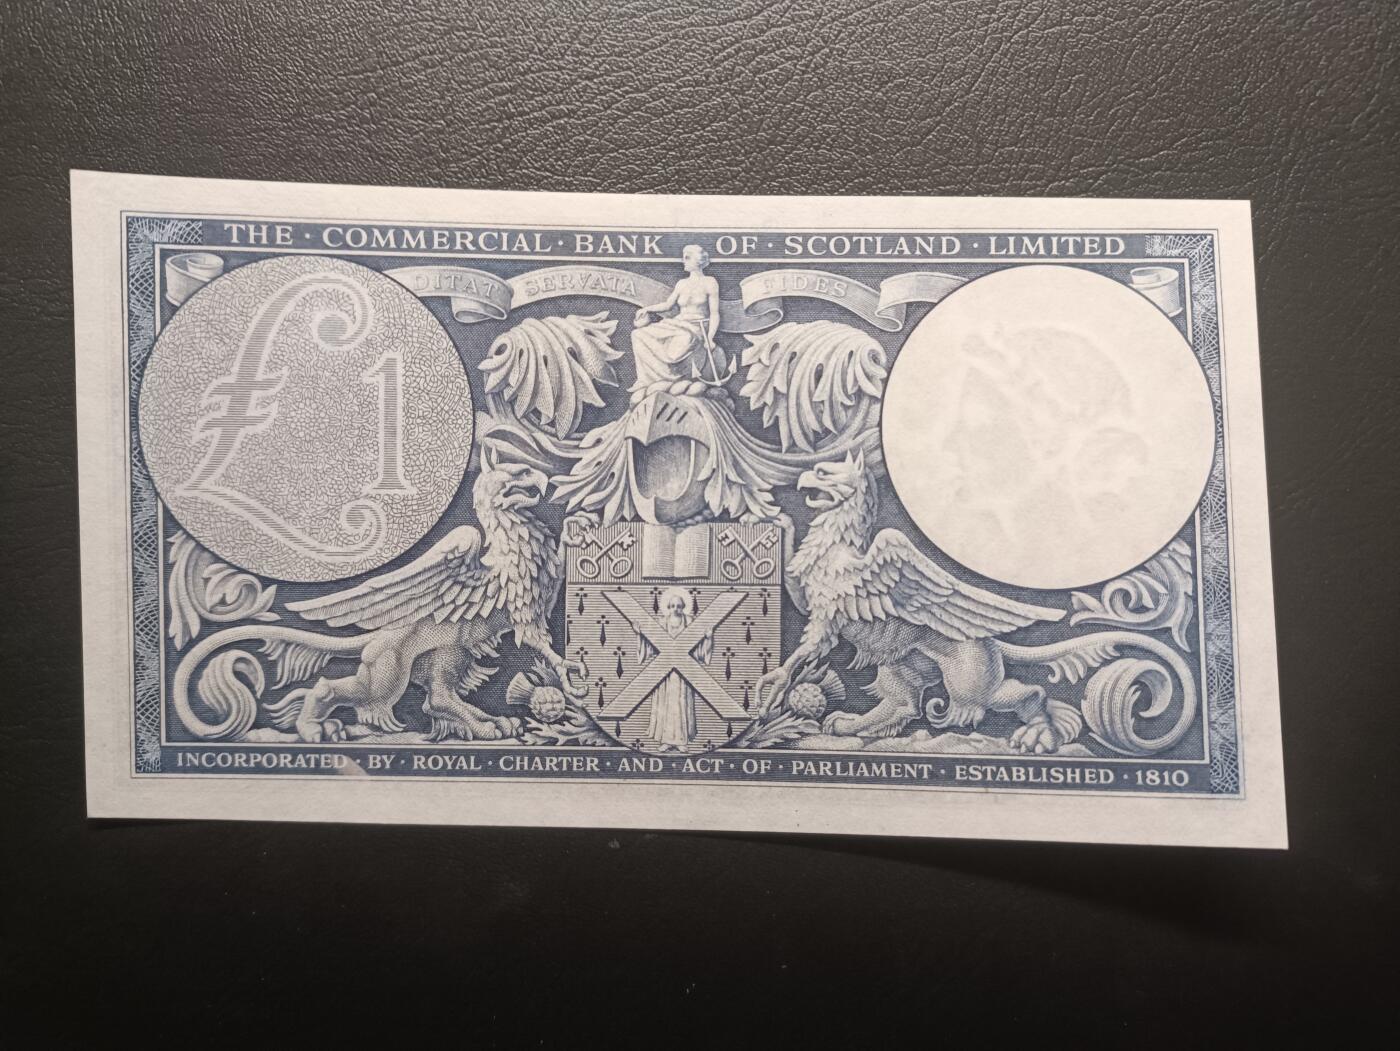 THE · COMMERCIAL · BANK OF · SCOTLAND · LIMITED
DITAT SERVATA FIDES
£1
INCORPORATED · BY · ROYAL · CHARTER · AND · ACT · OF · PARLIAMENT · ESTABLISHED · 1810